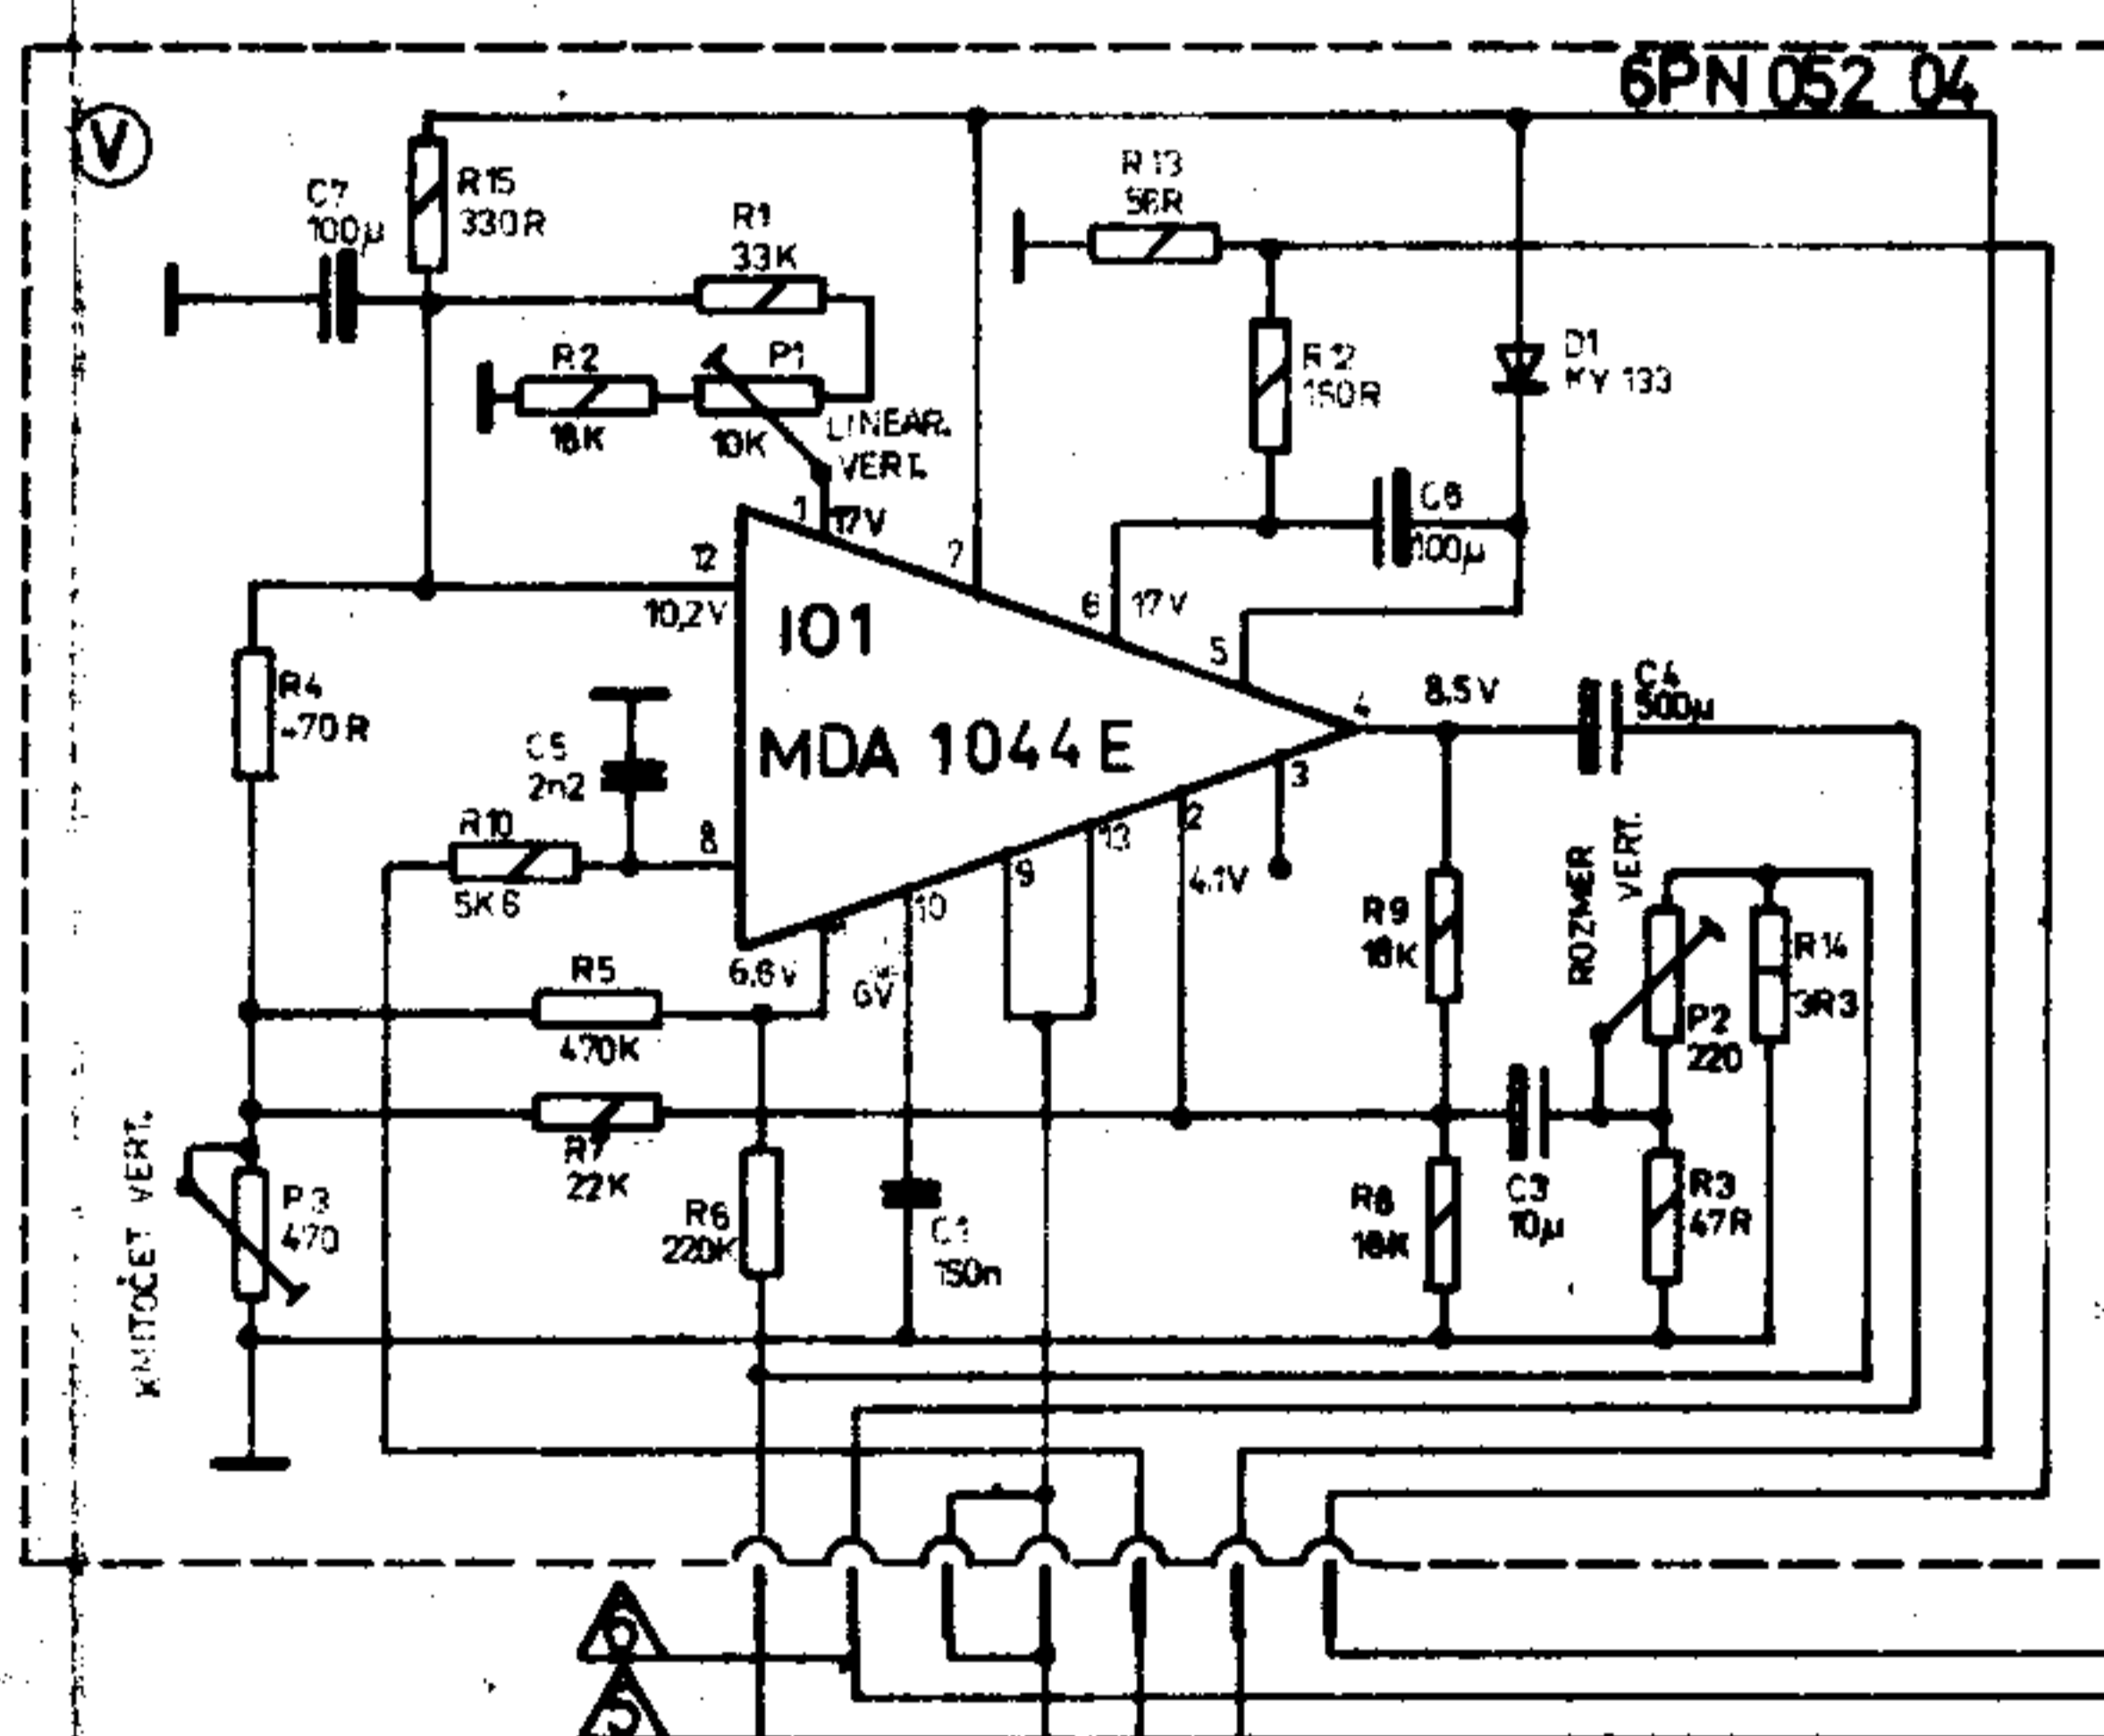 6PN 052 04
V
R15
330R
C7
100µ
R1
33K
R13
56R
R2
18K
P1
10K
LINEAR.
VERT.
R12
150R
D1
KY 133
1
17V
7
C6
100µ
12
10,2V
6
17V
IO1
MDA 1044E
5
4
8,5V
C4
500µ
R4
470R
C5
2n2
3
R10
5K6
8
13
2
9
10
4,1V
ROZMER
VERT.
R9
18K
R14
3R3
P2
220
R5
470K
6,8V
6V
R7
22K
KMITOČET VERT.
P3
470
R6
220K
C1
150n
R8
18K
C3
10µ
R3
47R
6
5